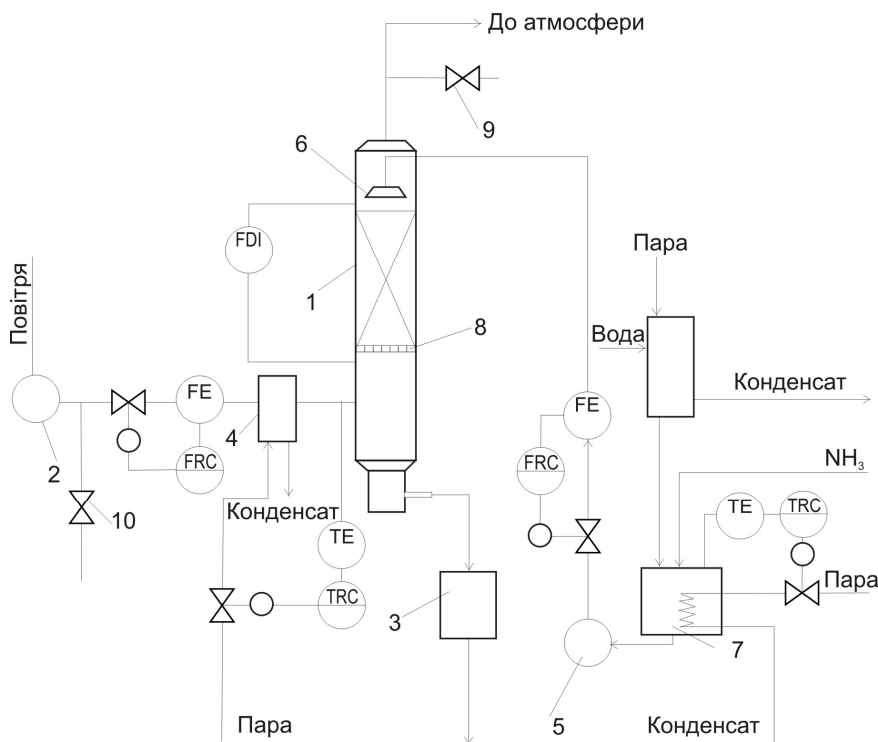 До атмосфери
9
6
FDI
Пара
1
Повітря
8
Вода
FE
4
FE
Конденсат
2
FRC
FRC
NH₃
10
Конденсат
TE
TE
TRC
Пара
TRC
3
7
5
Пара
Конденсат